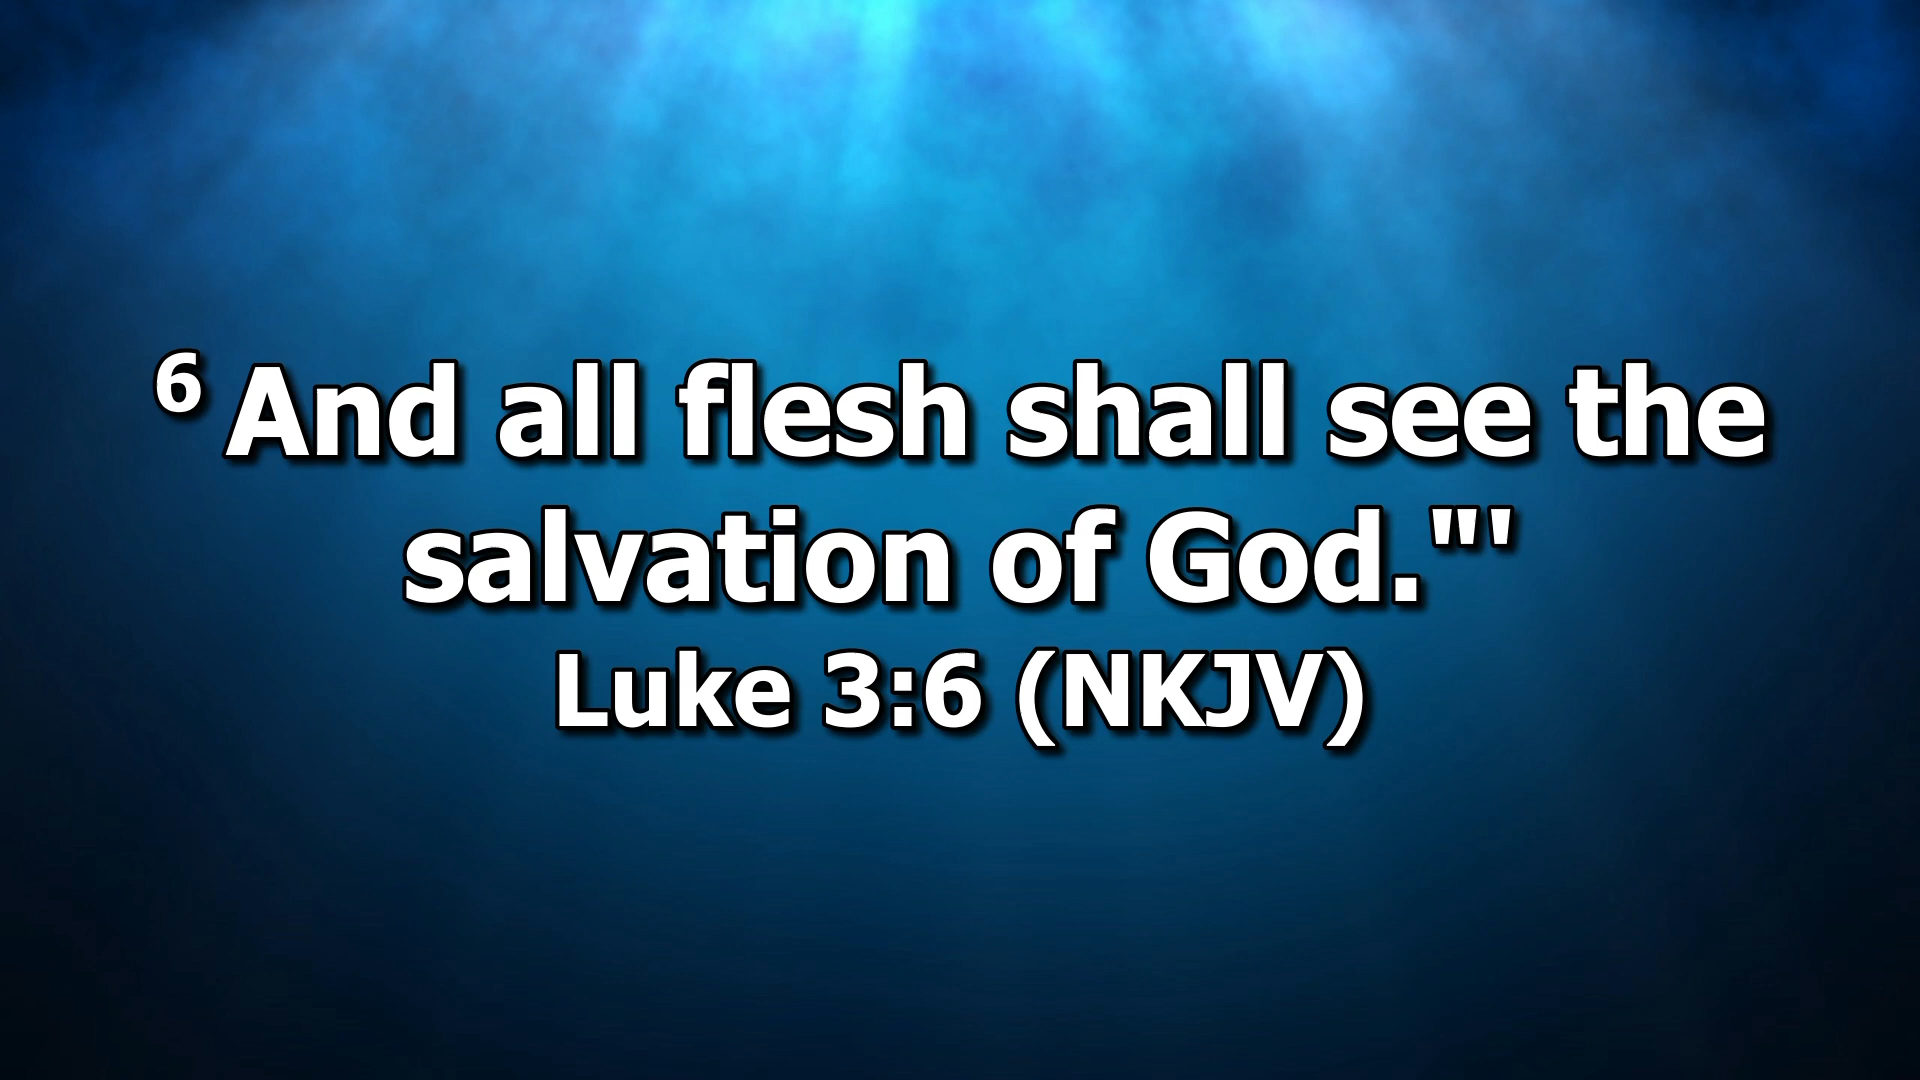 6 And all flesh shall see the
salvation of God."'
Luke 3:6 (NKJV)